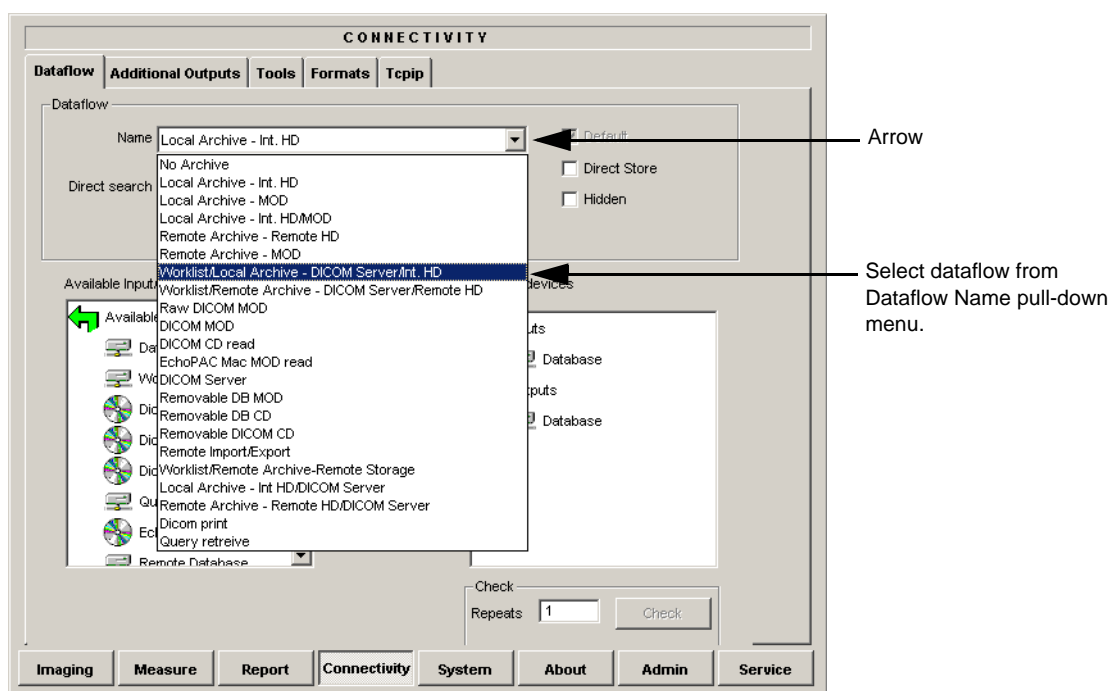 CONNECTIVITY
Dataflow Additional Outputs Tools Formats Tcpip
Dataflow
Name Local Archive - Int. HD Default
Arrow
Direct search
Direct Store
Hidden
No Archive
Local Archive - Int. HD
Local Archive - MOD
Local Archive - Int. HD/MOD
Remote Archive - Remote HD
Remote Archive - MOD
Worklist/Local Archive - DICOM Server/Int. HD
Worklist/Remote Archive - DICOM Server/Remote HD
Raw DICOM MOD
DICOM MOD
DICOM CD read
EchoPAC Mac MOD read
DICOM Server
Removable DB MOD
Removable DB CD
Removable DICOM CD
Remote Import/Export
Worklist/Remote Archive-Remote Storage
Local Archive - Int HD/DICOM Server
Remote Archive - Remote HD/DICOM Server
Dicom print
Query retreive
Select dataflow from
Dataflow Name pull-down
menu.
Available Input/
Available
Remote Database
Database
Database
Check
Repeats 1 Check
Imaging Measure Report Connectivity System About Admin Service